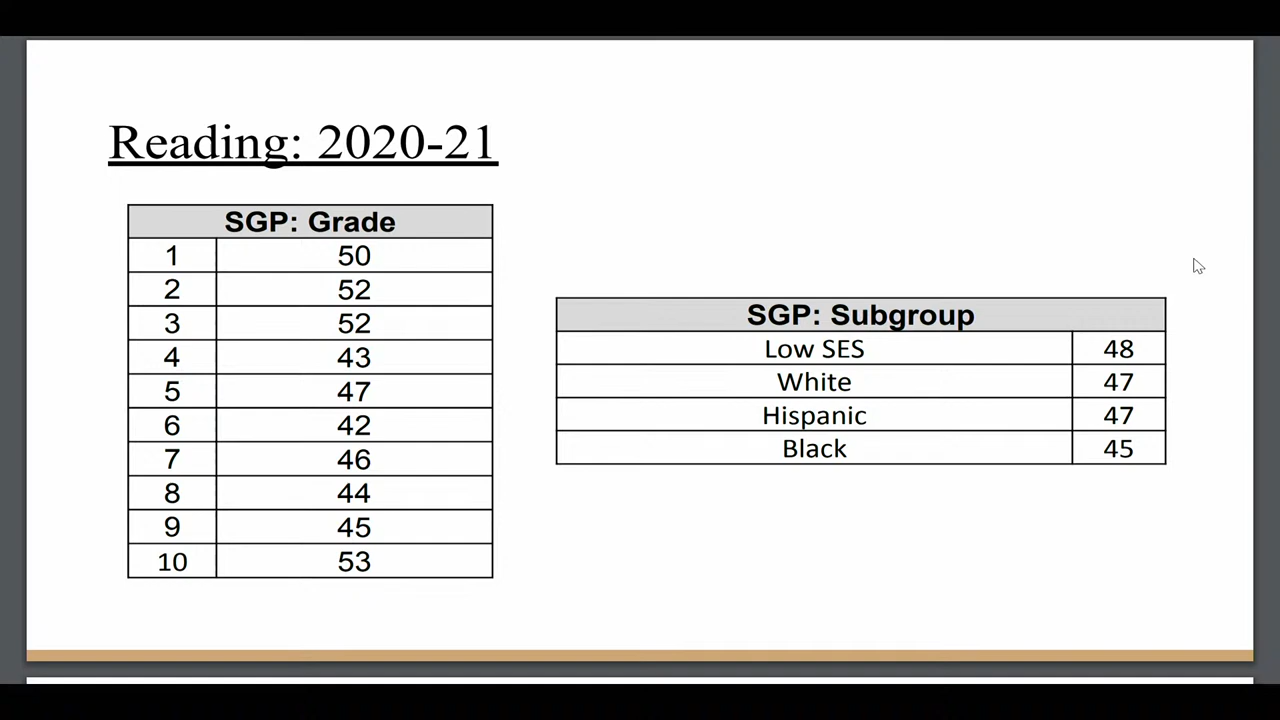 Reading: 2020-21
SGP: Grade
1 50
2 52
3 52
4 43
5 47
6 42
7 46
8 44
9 45
10 53
SGP: Subgroup
Low SES 48
White 47
Hispanic 47
Black 45